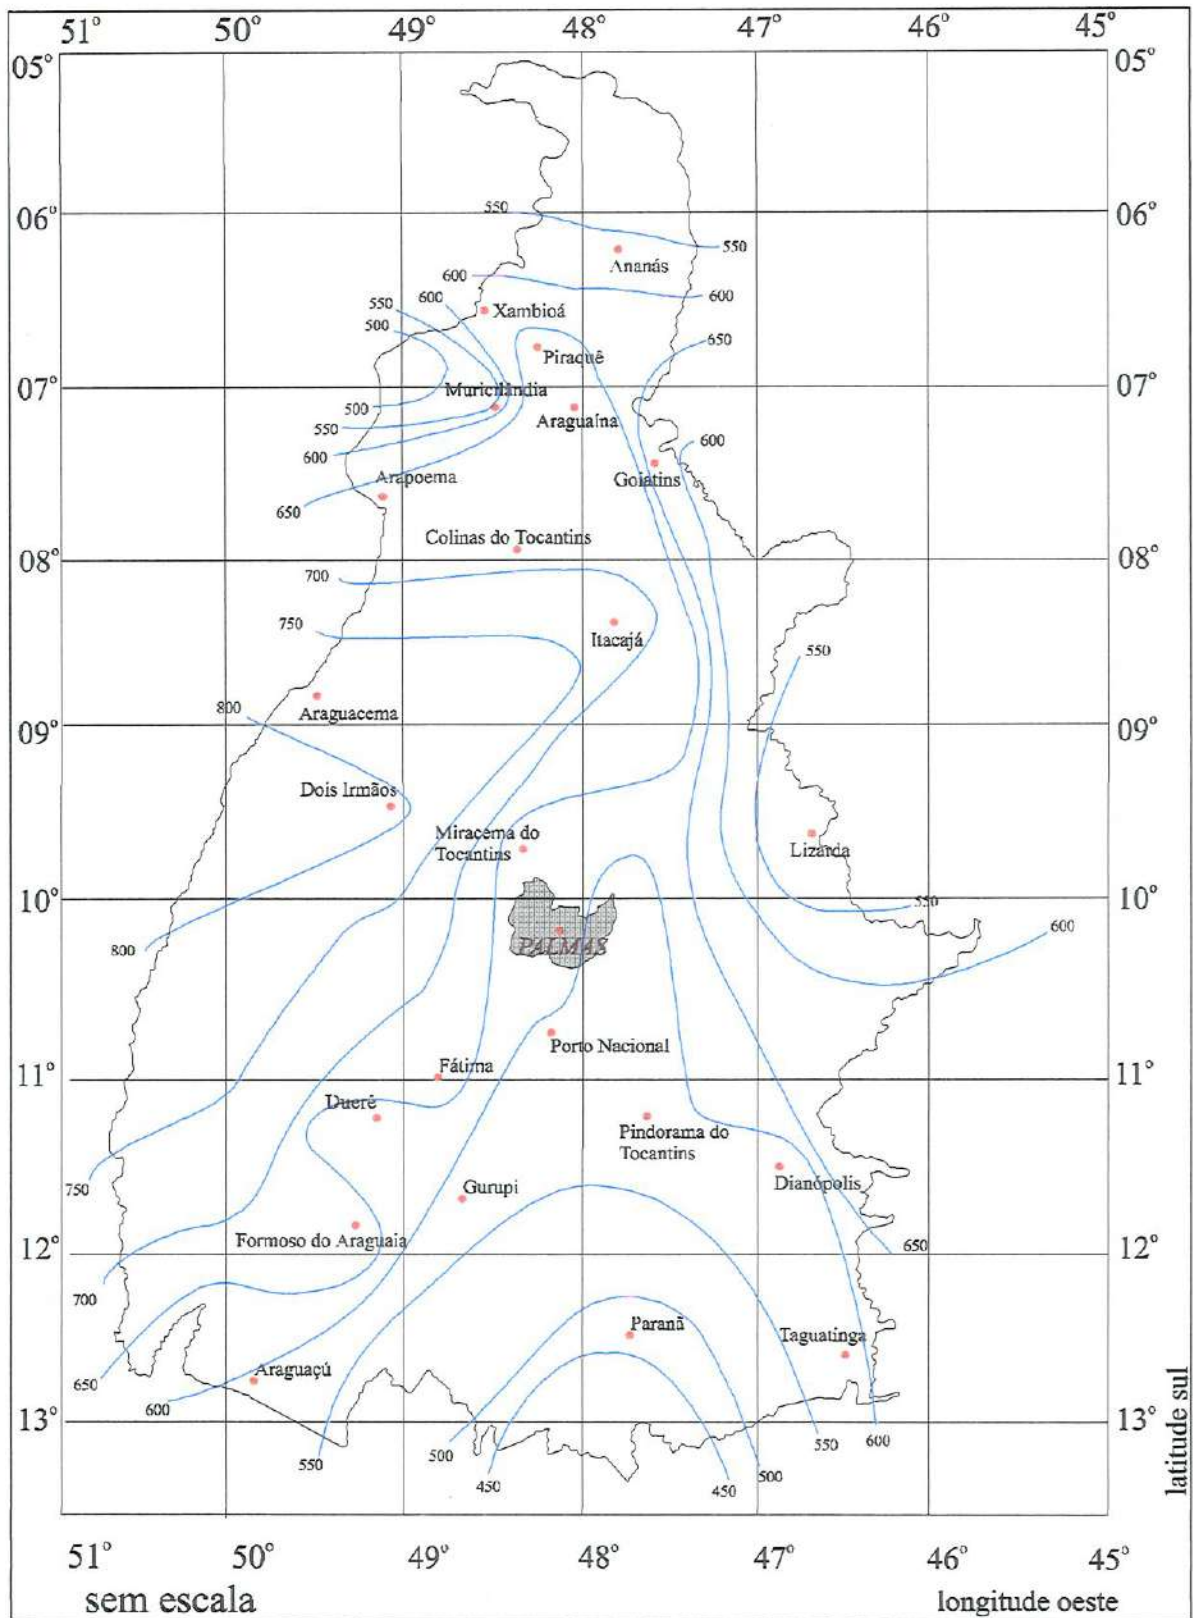 51° 50° 49° 48° 47° 46° 45°
05° 05°
06° 550 06°
550
Ananás
600
600
550 600 Xambioá
500
650
Piraquê
07° 07°
Muricilândia
500
Araguaína
550
600
600
Arapoema
Goiatins
650
Colinas do Tocantins
08° 08°
700
750
Itacajá
550
800
Araguacema
09° 09°
Dois Irmãos
Miracema do
Tocantins
Lizarda
10° 10°
550
600
PALMAS
800
Porto Nacional
Fátima
11° 11°
Dueré
Pindorama do
Tocantins
Dianópolis
750
Gurupi
Formoso do Araguaia
12° 12°
650
700
Paranã
Taguatinga
Araguaçú
650
600
13° 13°
550
500
450
450
500
550
600
latitude sul
51° 50° 49° 48° 47° 46° 45°
sem escala
longitude oeste